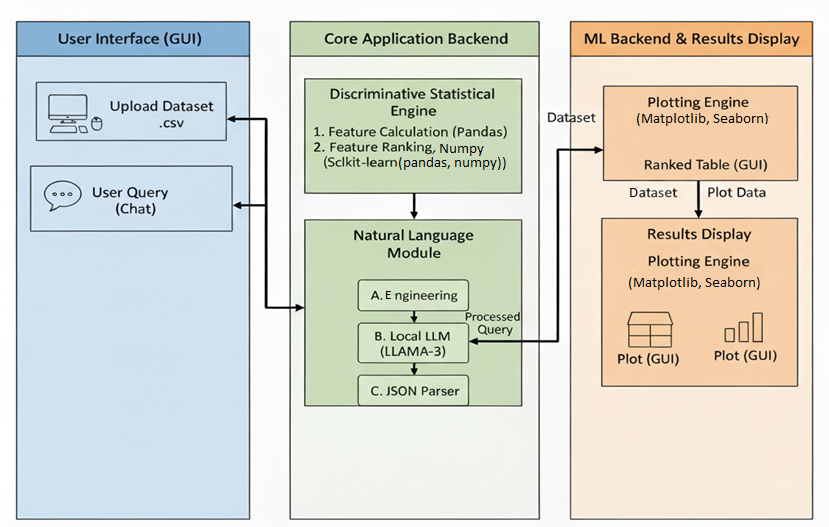 User Interface (GUI)
Upload Dataset
.csv
User Query
(Chat)
Core Application Backend
Discriminative Statistical
Engine
1. Feature Calculation (Pandas)
2. Feature Ranking, Numpy
(Sclkit-learn(pandas, numpy))
Natural Language
Module
A. Engineering
B. Local LLM
(LLAMA-3)
C. JSON Parser
Processed
Query
Dataset
ML Backend & Results Display
Plotting Engine
(Matplotlib, Seaborn)
Ranked Table (GUI)
Dataset
Plot Data
Results Display
Plotting Engine
(Matplotlib, Seaborn)
Plot (GUI)
Plot (GUI)